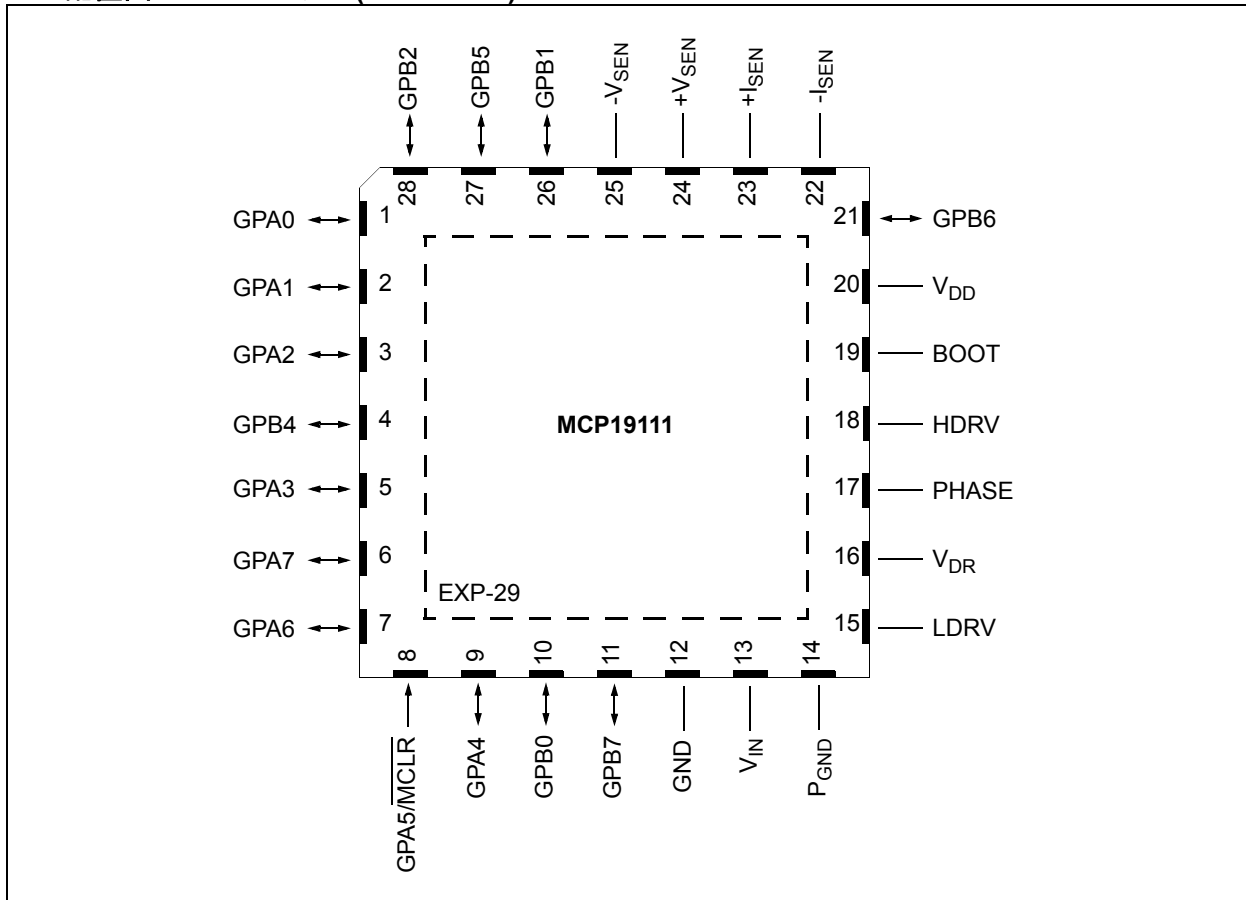 GPB2
GPB5
GPB1
-VSEN
+VSEN
+ISEN
-ISEN
28
27
26
25
24
23
22
GPA0 1
GPA1 2
GPA2 3
GPB4 4
GPA3 5
GPA7 6
GPA6 7
21 GPB6
20 VDD
19 BOOT
18 HDRV
17 PHASE
16 VDR
15 LDRV
MCP19111
EXP-29
8
9
10
11
12
13
14
GPA5/MCLR
GPA4
GPB0
GPB7
GND
VIN
PGND